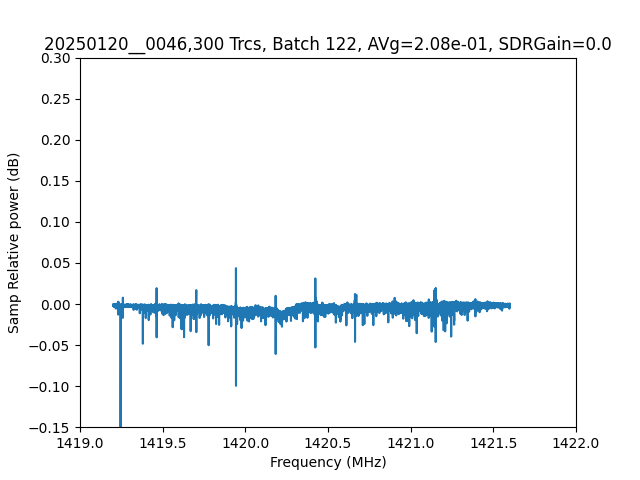 20250120__0046,300 Trcs, Batch 122, AVg=2.08e-01, SDRGain=0.0
Samp Relative power (dB)
0.30
0.25
0.20
0.15
0.10
0.05
0.00
−0.05
−0.10
−0.15
1419.0 1419.5 1420.0 1420.5 1421.0 1421.5 1422.0
Frequency (MHz)